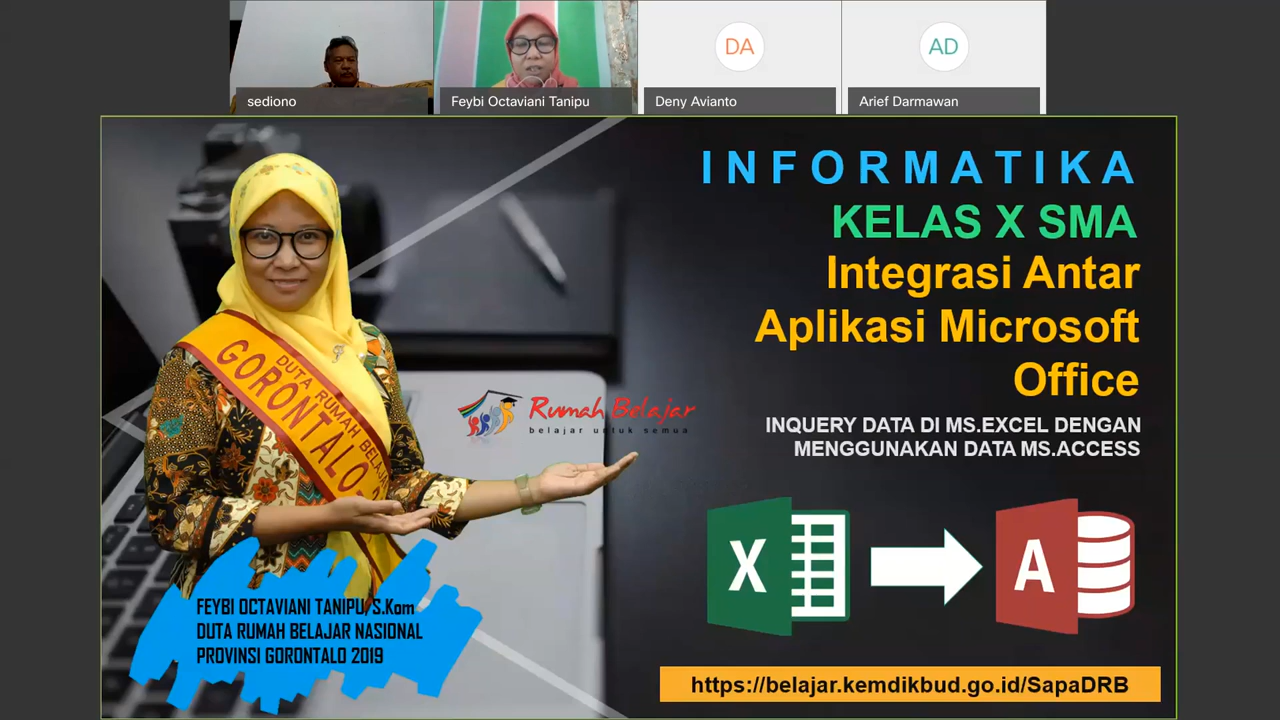 DA
AD
sediono
Feybi Octaviani Tanipu
Deny Avianto
Arief Darmawan
INFORMATIKA
KELAS X SMA
Integrasi Antar
Aplikasi Microsoft
Office
INQUERY DATA DI MS.EXCEL DENGAN
MENGGUNAKAN DATA MS.ACCESS
DUTA RUMAH BELAJAR
GORONTALO
Rumah Belajar
belajar untuk semua
X
A
FEYBI OCTAVIANI TANIPU, S.Kom
DUTA RUMAH BELAJAR NASIONAL
PROVINSI GORONTALO 2019
https://belajar.kemdikbud.go.id/SapaDRB